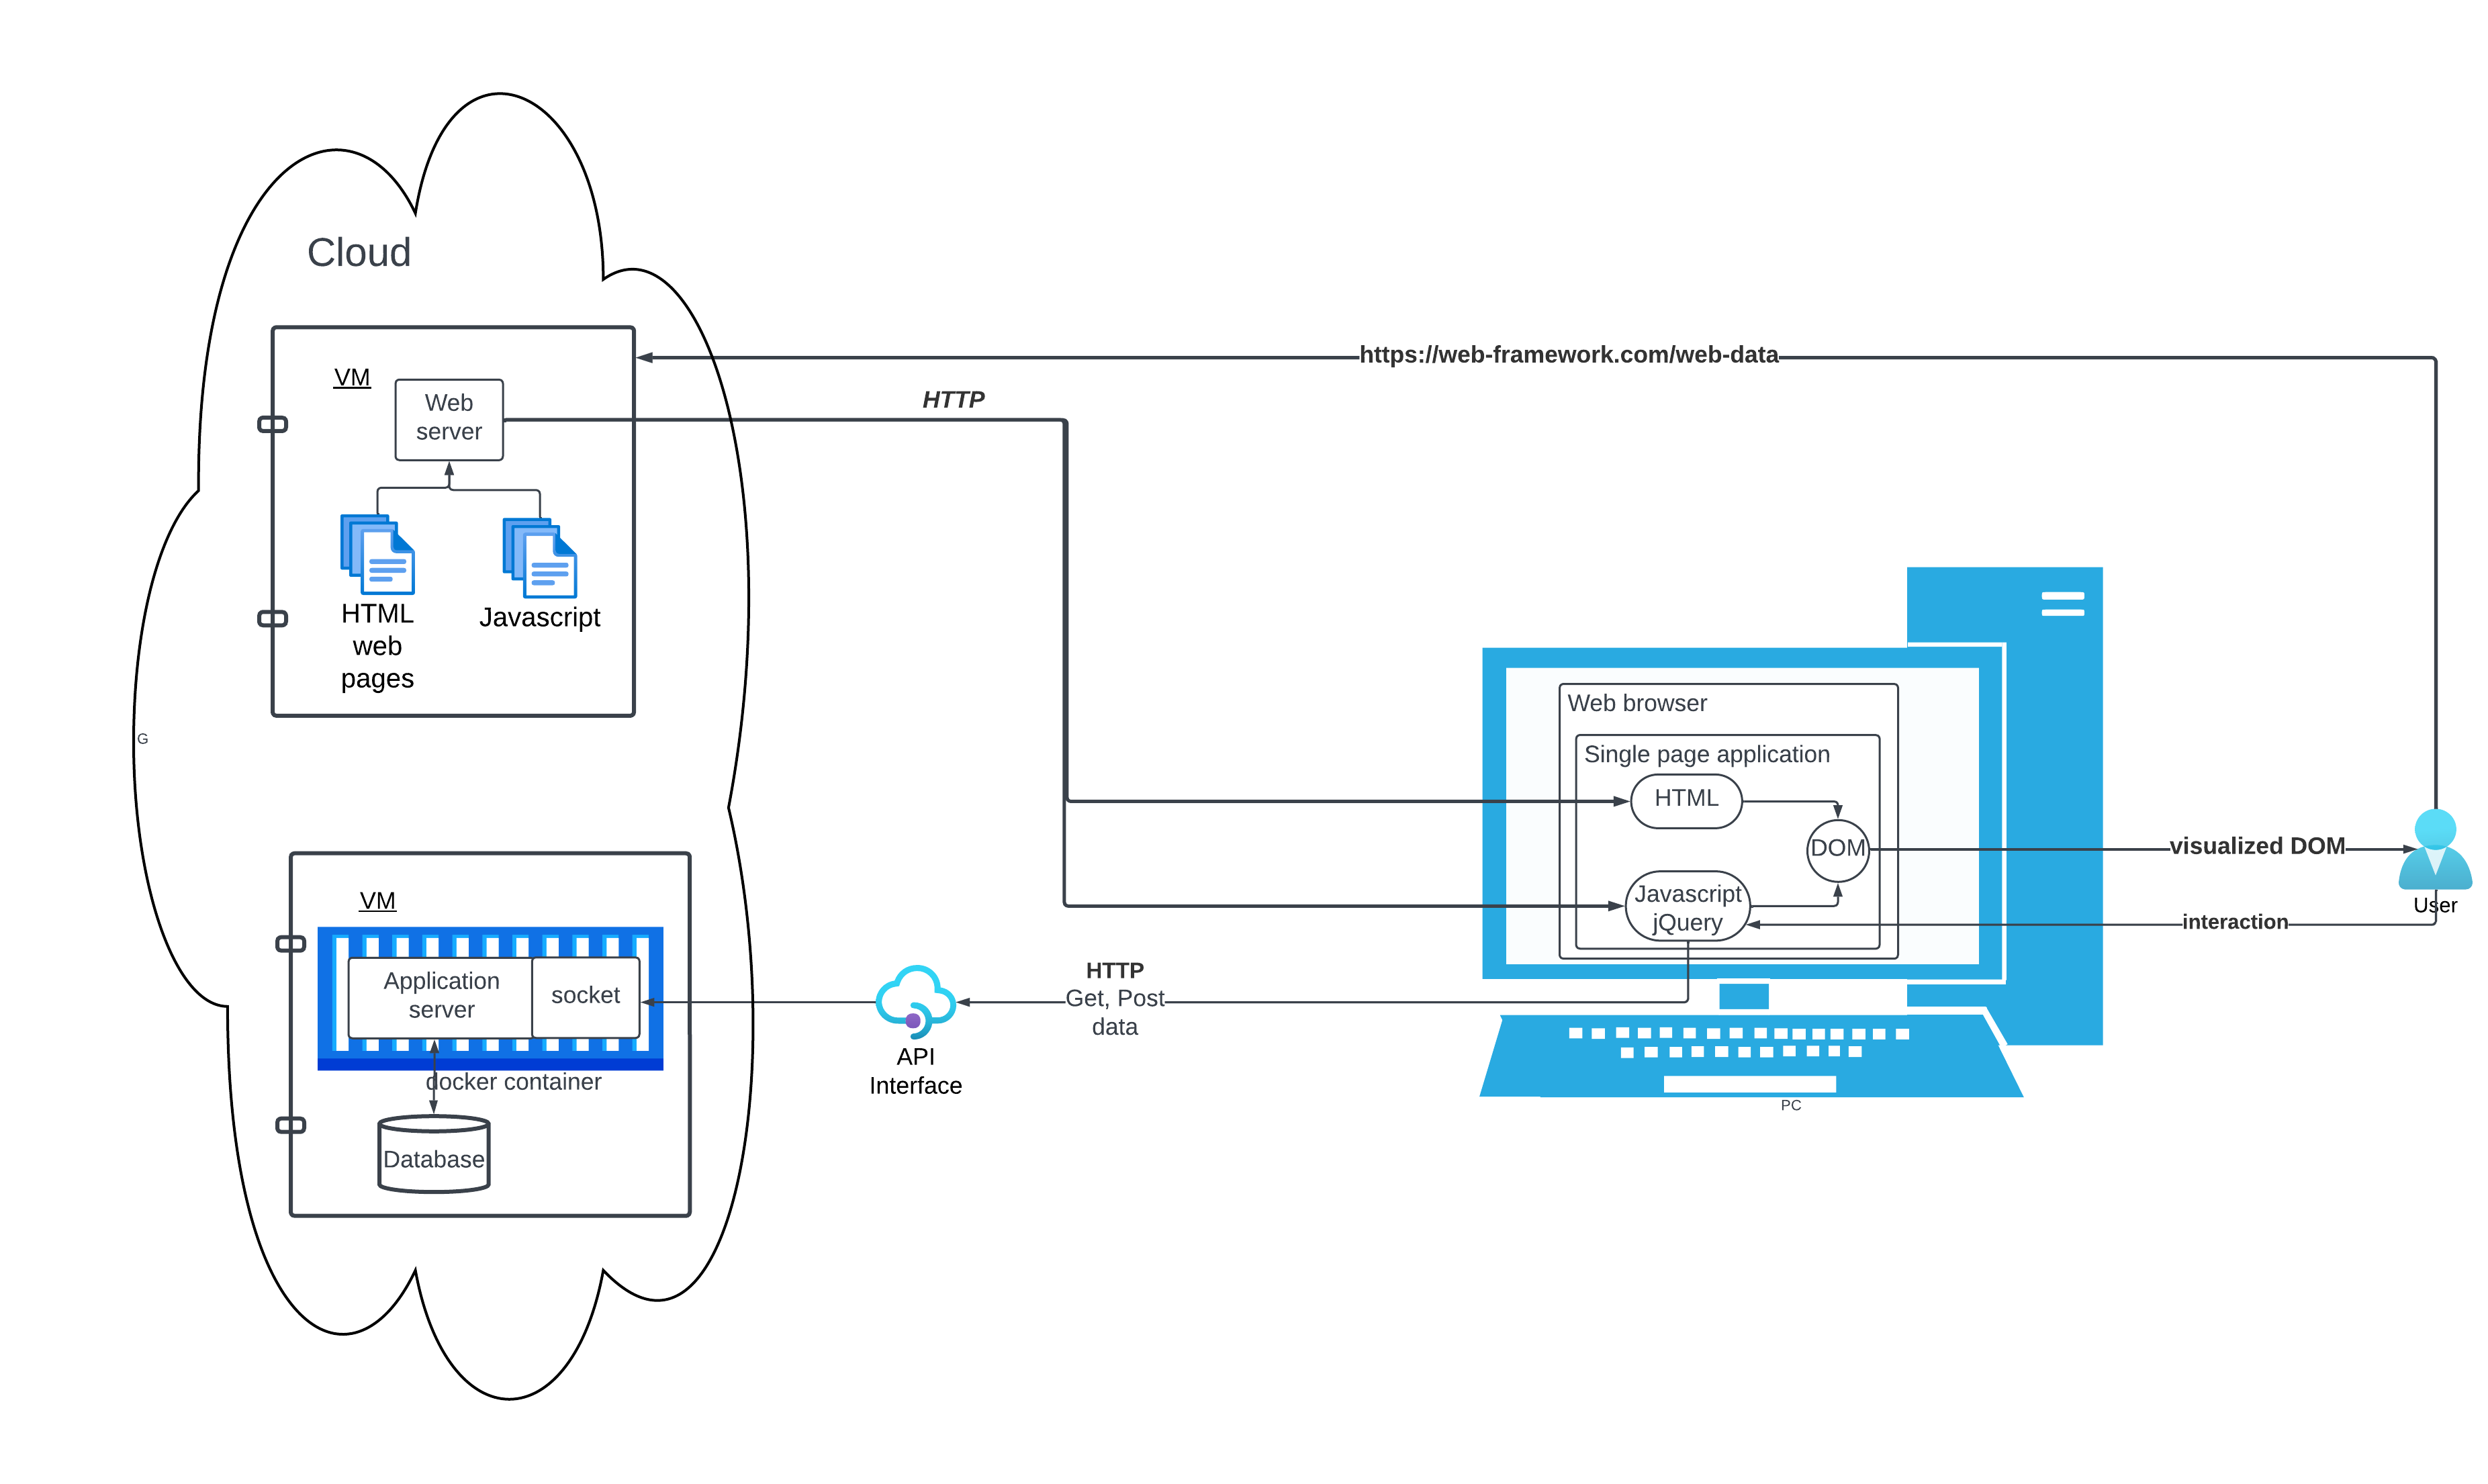 Cloud
https://web-framework.com/web-data
VM
HTTP
Web
server
HTML
web
pages
Javascript
G
Web browser
Single page application
HTML
DOM
visualized DOM
Javascript
jQuery
User
interaction
VM
Application
server
socket
HTTP
Get, Post
data
API
Interface
docker container
PC
Database